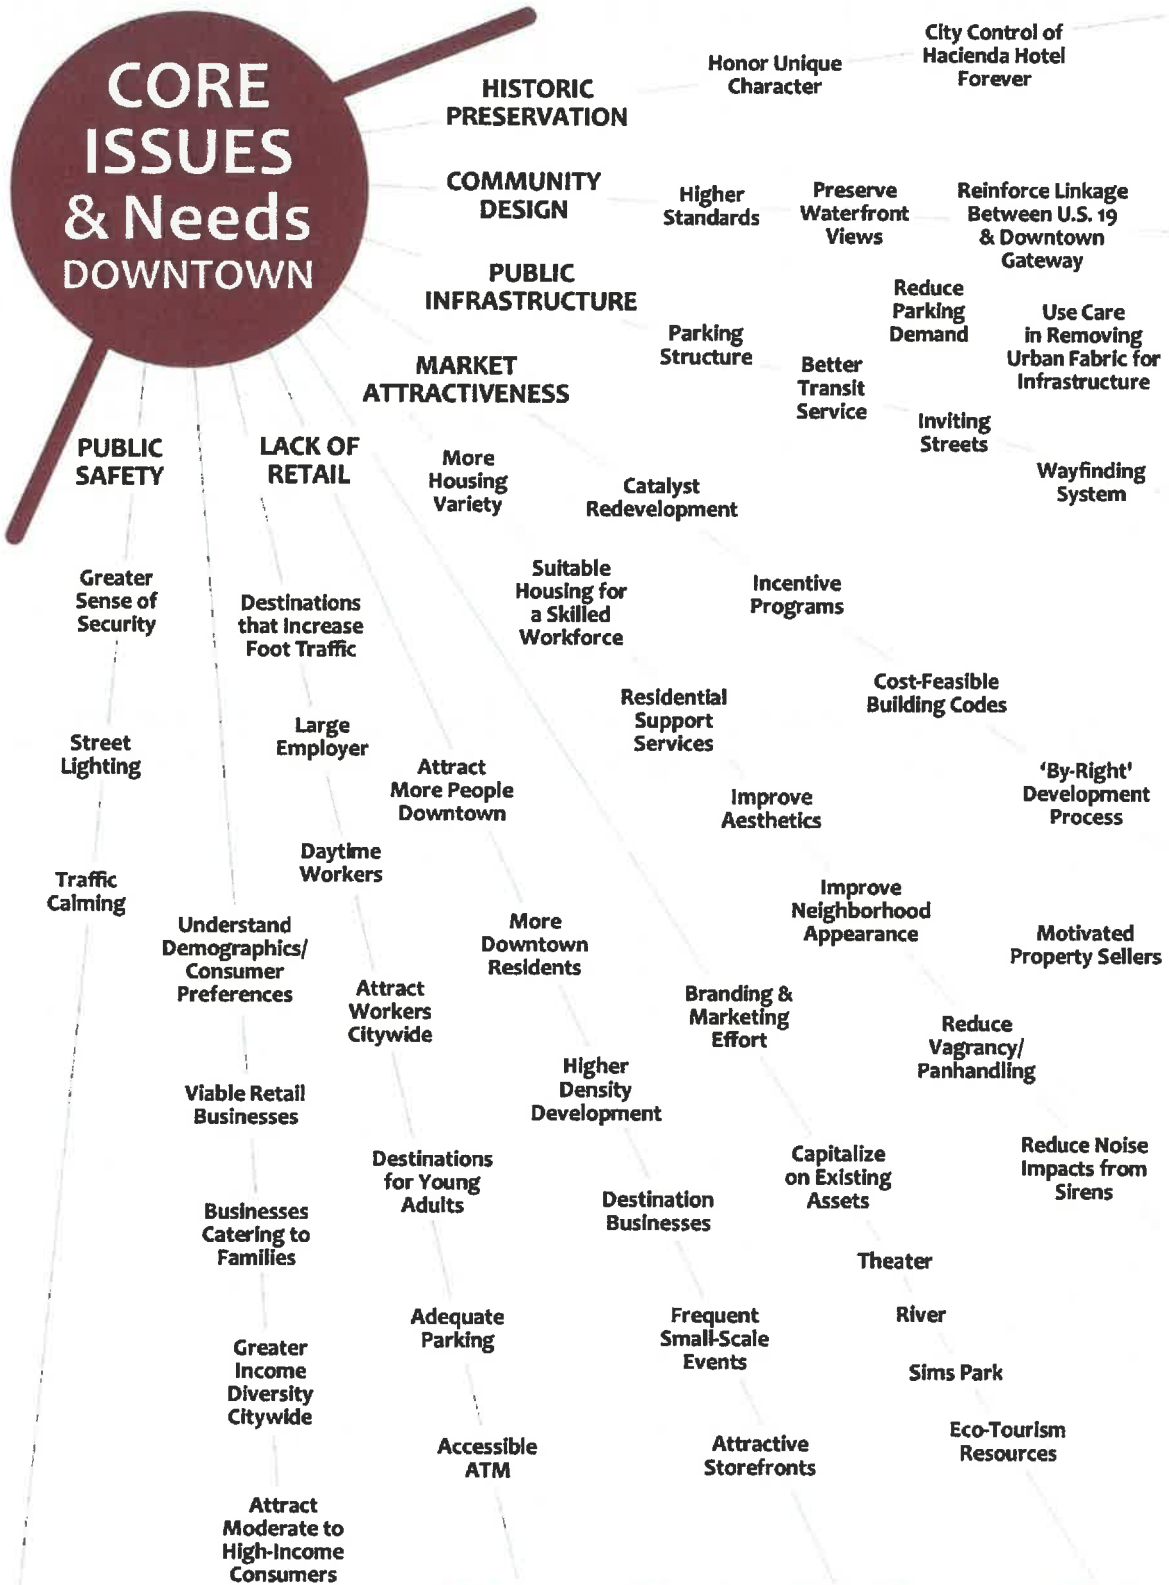 CORE
ISSUES
& Needs
DOWNTOWN
HISTORIC
PRESERVATION
Honor Unique
Character
City Control of
Hacienda Hotel
Forever
COMMUNITY
DESIGN
Higher
Standards
Preserve
Waterfront
Views
Reinforce Linkage
Between U.S. 19
& Downtown
Gateway
PUBLIC
INFRASTRUCTURE
Parking
Structure
Reduce
Parking
Demand
Use Care
in Removing
Urban Fabric for
Infrastructure
Better
Transit
Service
Inviting
Streets
Wayfinding
System
MARKET
ATTRACTIVENESS
More
Housing
Variety
Catalyst
Redevelopment
Suitable
Housing for
a Skilled
Workforce
Incentive
Programs
Residential
Support
Services
Cost-Feasible
Building Codes
Improve
Aesthetics
'By-Right'
Development
Process
Improve
Neighborhood
Appearance
Motivated
Property Sellers
Branding &
Marketing
Effort
Reduce
Vagrancy/
Panhandling
Capitalize
on Existing
Assets
Reduce Noise
Impacts from
Sirens
Theater
River
Sims Park
Eco-Tourism
Resources
LACK OF
RETAIL
Destinations
that Increase
Foot Traffic
Large
Employer
Attract
More People
Downtown
Daytime
Workers
More
Downtown
Residents
Understand
Demographics/
Consumer
Preferences
Attract
Workers
Citywide
Higher
Density
Development
Viable Retail
Businesses
Destinations
for Young
Adults
Destination
Businesses
Businesses
Catering to
Families
Adequate
Parking
Frequent
Small-Scale
Events
Greater
Income
Diversity
Citywide
Accessible
ATM
Attractive
Storefronts
Attract
Moderate to
High-Income
Consumers
PUBLIC
SAFETY
Greater
Sense of
Security
Street
Lighting
Traffic
Calming